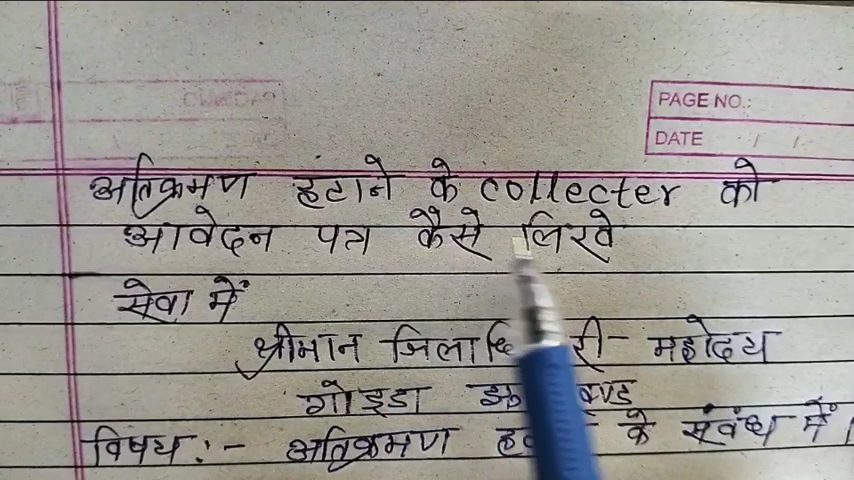 PAGE NO.:
DATE / /
अतिक्रमण हटाने के collecter को
आवेदन पत्र कैसे लिखे
सेवा में
श्रीमान महोदय
गोड्डा
विषय :- अतिक्रमण के संबंध में।